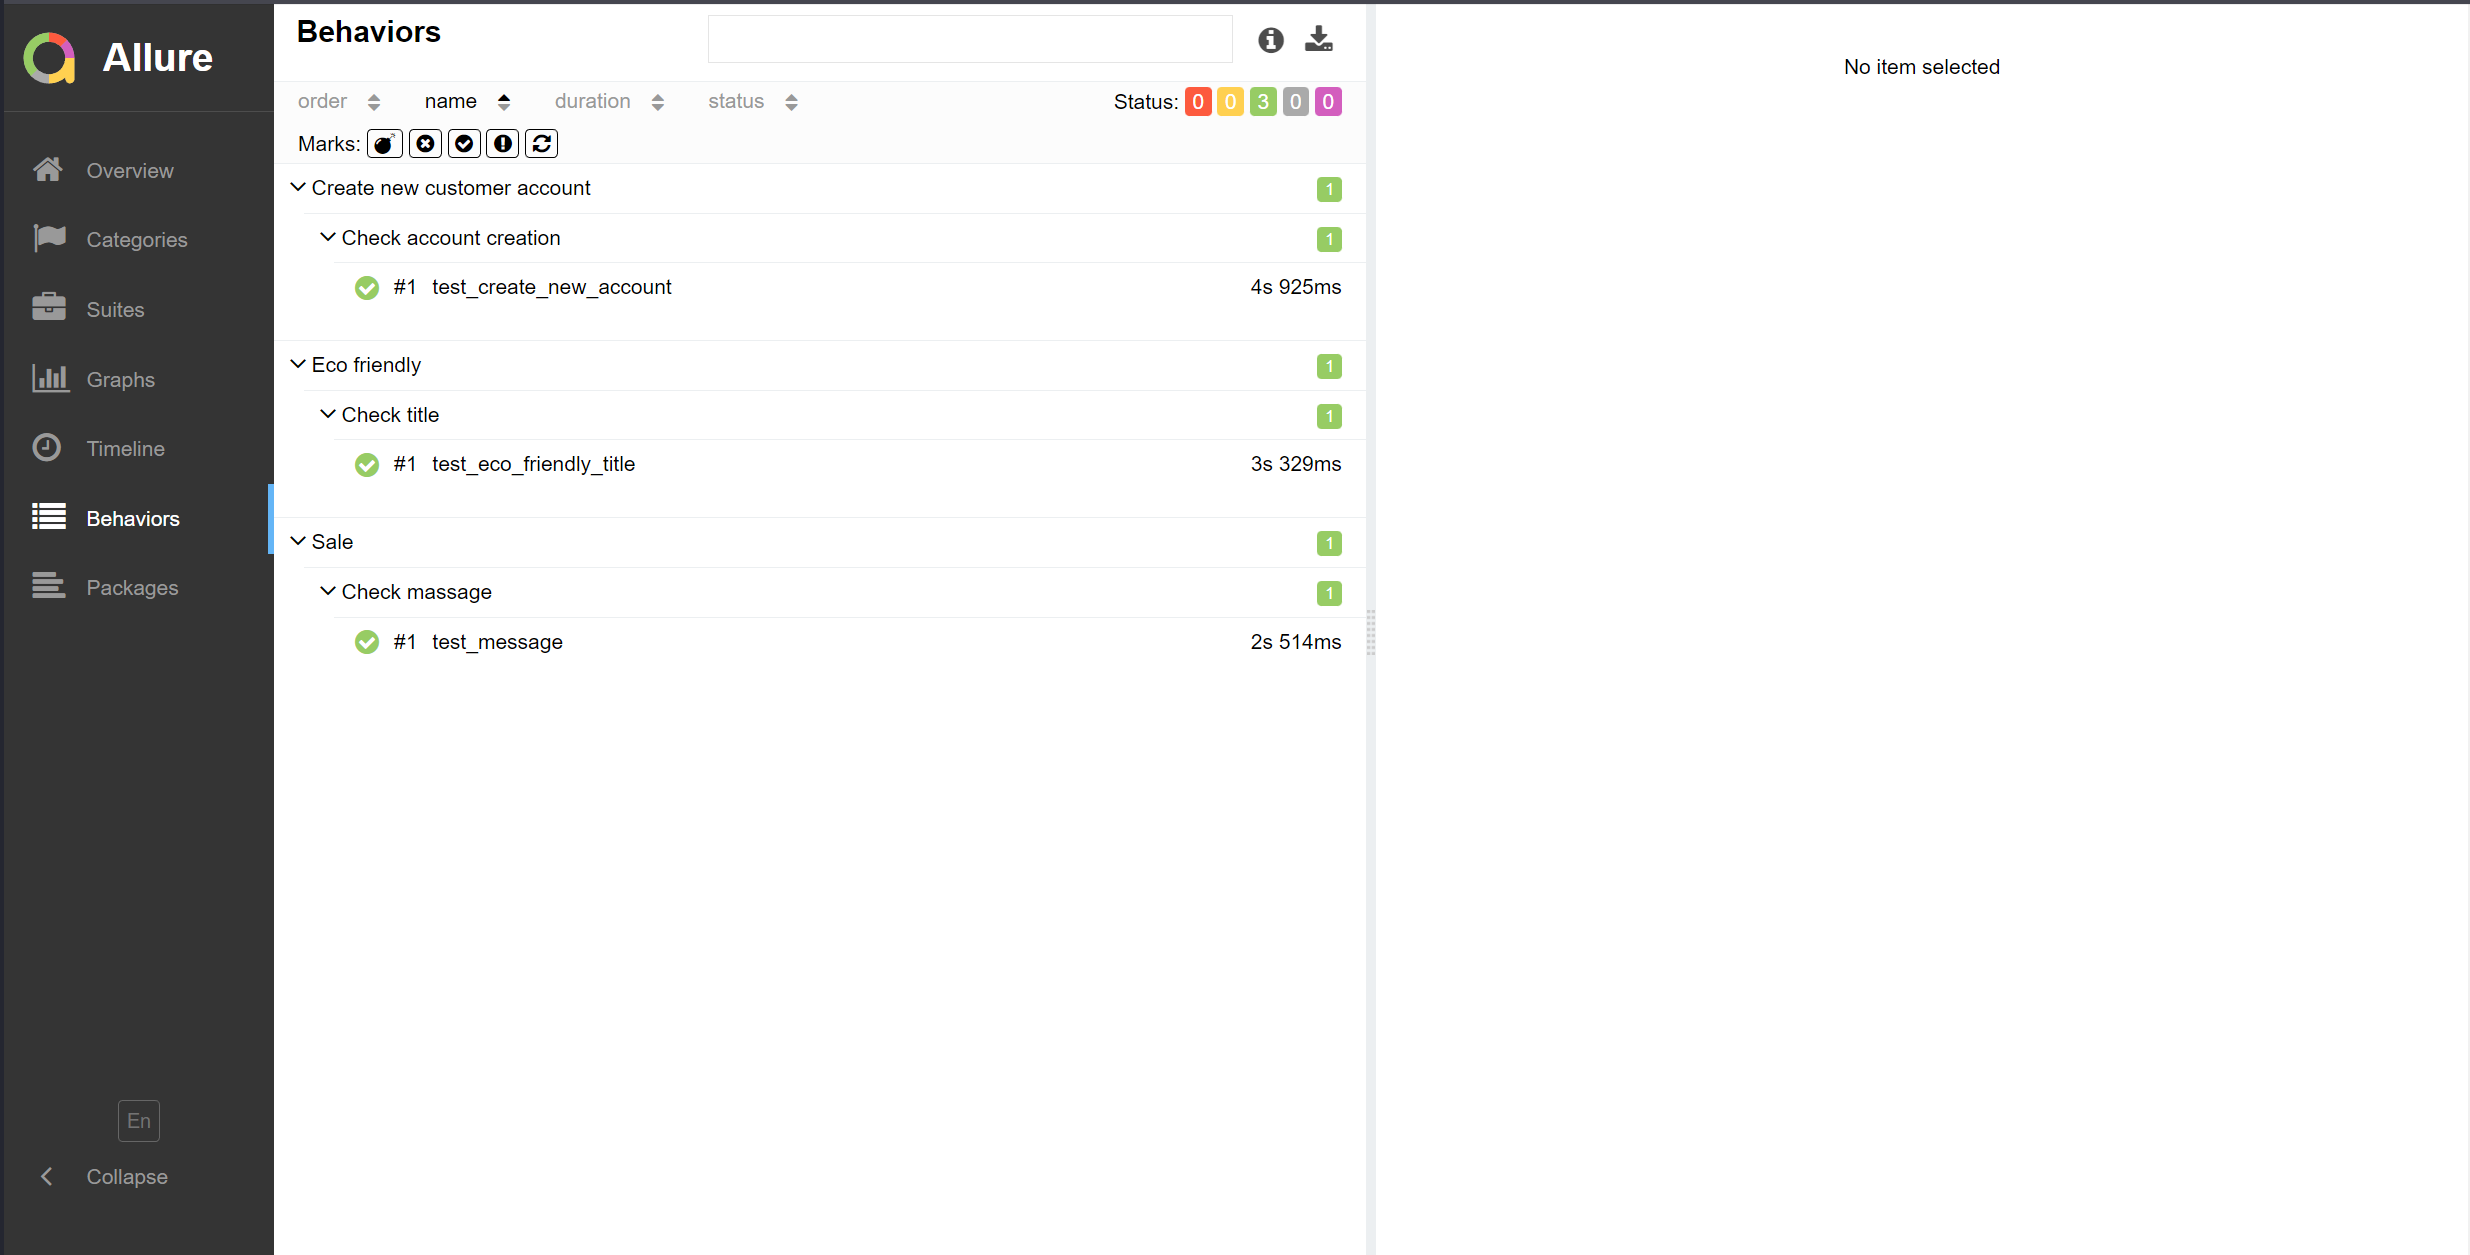 Allure
Overview
Categories
Suites
Graphs
Timeline
Behaviors
Packages
En
Collapse
Behaviors
order name duration status Status: 0 0 3 0 0
Marks:
Create new customer account 1
Check account creation 1
#1 test_create_new_account 4s 925ms
Eco friendly 1
Check title 1
#1 test_eco_friendly_title 3s 329ms
Sale 1
Check massage 1
#1 test_message 2s 514ms
No item selected